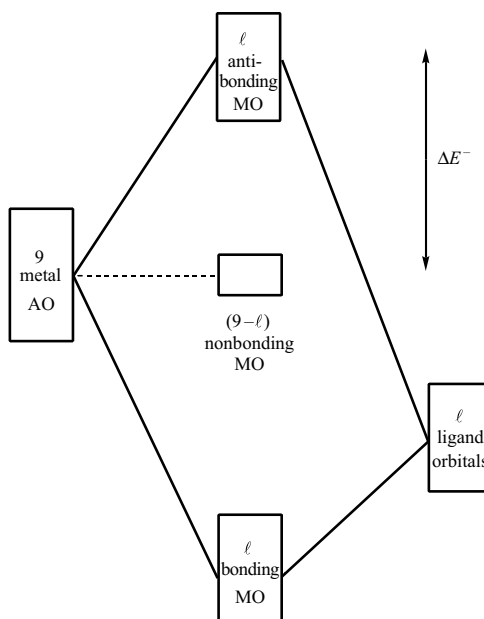 ℓ
anti-
bonding
MO
ΔE⁻
9
metal
AO
(9–ℓ)
nonbonding
MO
ℓ
ligand
orbitals
ℓ
bonding
MO